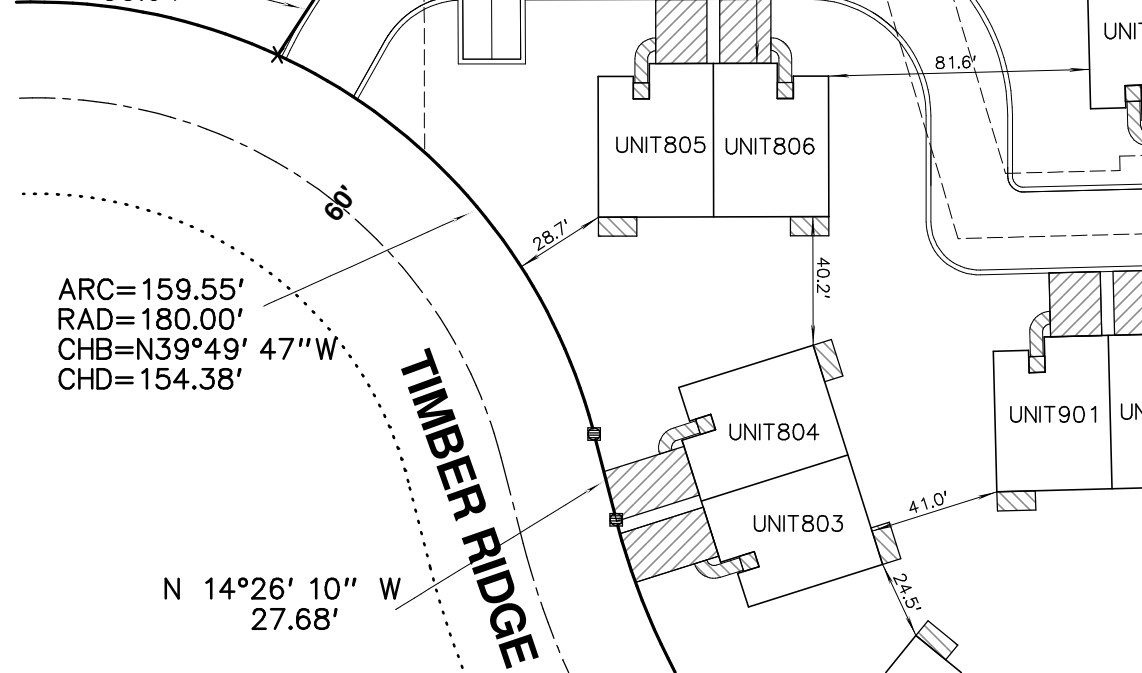 81.6'
UNIT805
UNIT806
60'
28.7'
40.2'
ARC=159.55'
RAD=180.00'
CHB=N39°49' 47"W
CHD=154.38'
TIMBER RIDGE
UNIT804
UNIT901
UNIT803
41.0'
24.5'
N 14°26' 10" W
27.68'